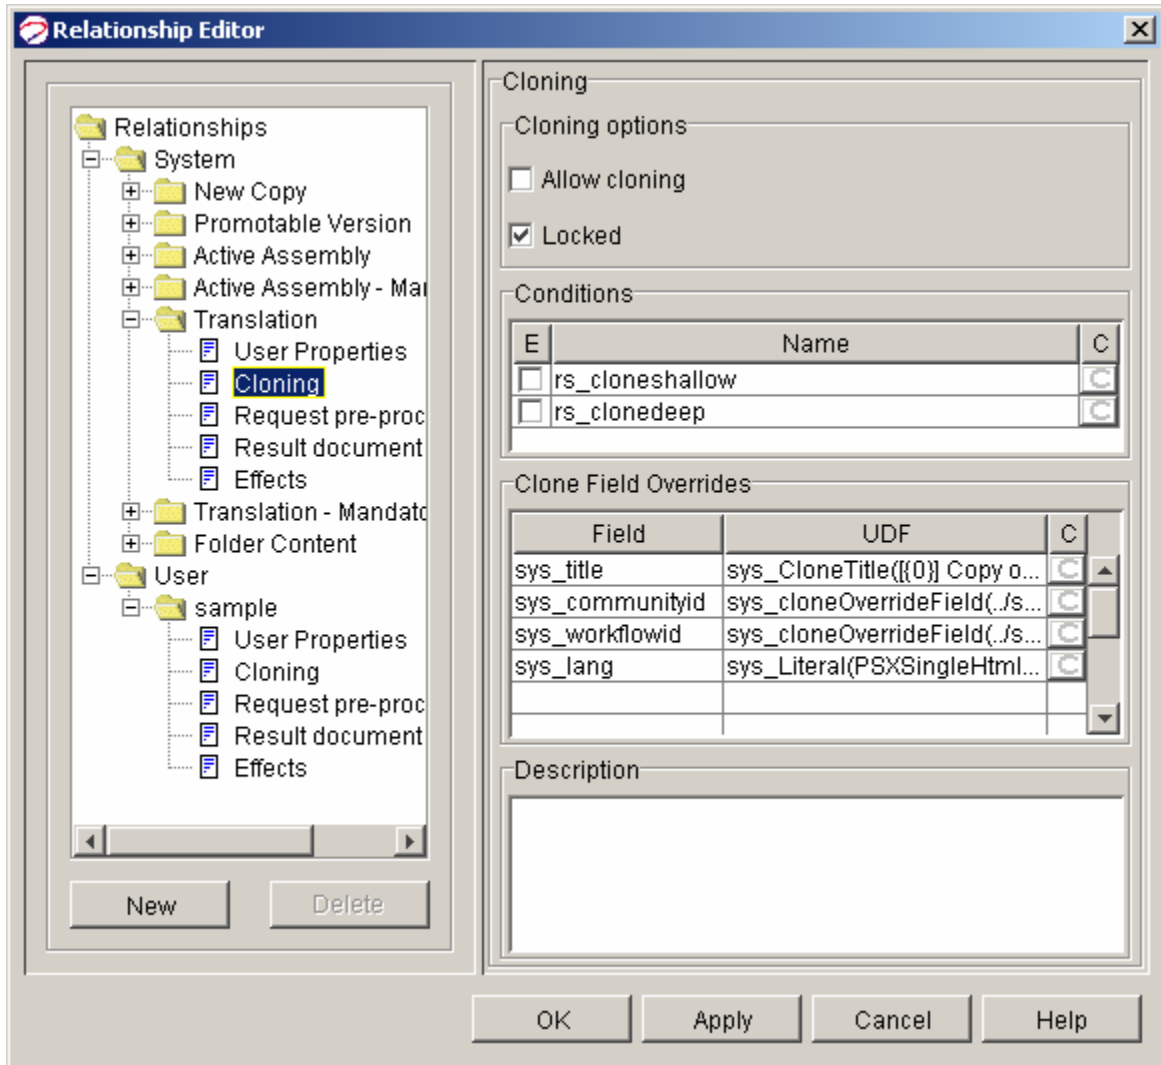 Relationship Editor
Relationships
System
New Copy
Promotable Version
Active Assembly
Active Assembly - Mai
Translation
User Properties
Cloning
Request pre-proc
Result document
Effects
Translation - Mandato
Folder Content
User
sample
User Properties
Cloning
Request pre-proc
Result document
Effects
New
Delete
Cloning
Cloning options
Allow cloning
Locked
Conditions
E Name C
rs_cloneshallow C
rs_clonedeep C
Clone Field Overrides
Field UDF C
sys_title sys_CloneTitle([{0}] Copy o... C
sys_communityid sys_cloneOverrideField(../s... C
sys_workflowid sys_cloneOverrideField(../s... C
sys_lang sys_Literal(PSXSingleHtml... C
Description
OK Apply Cancel Help